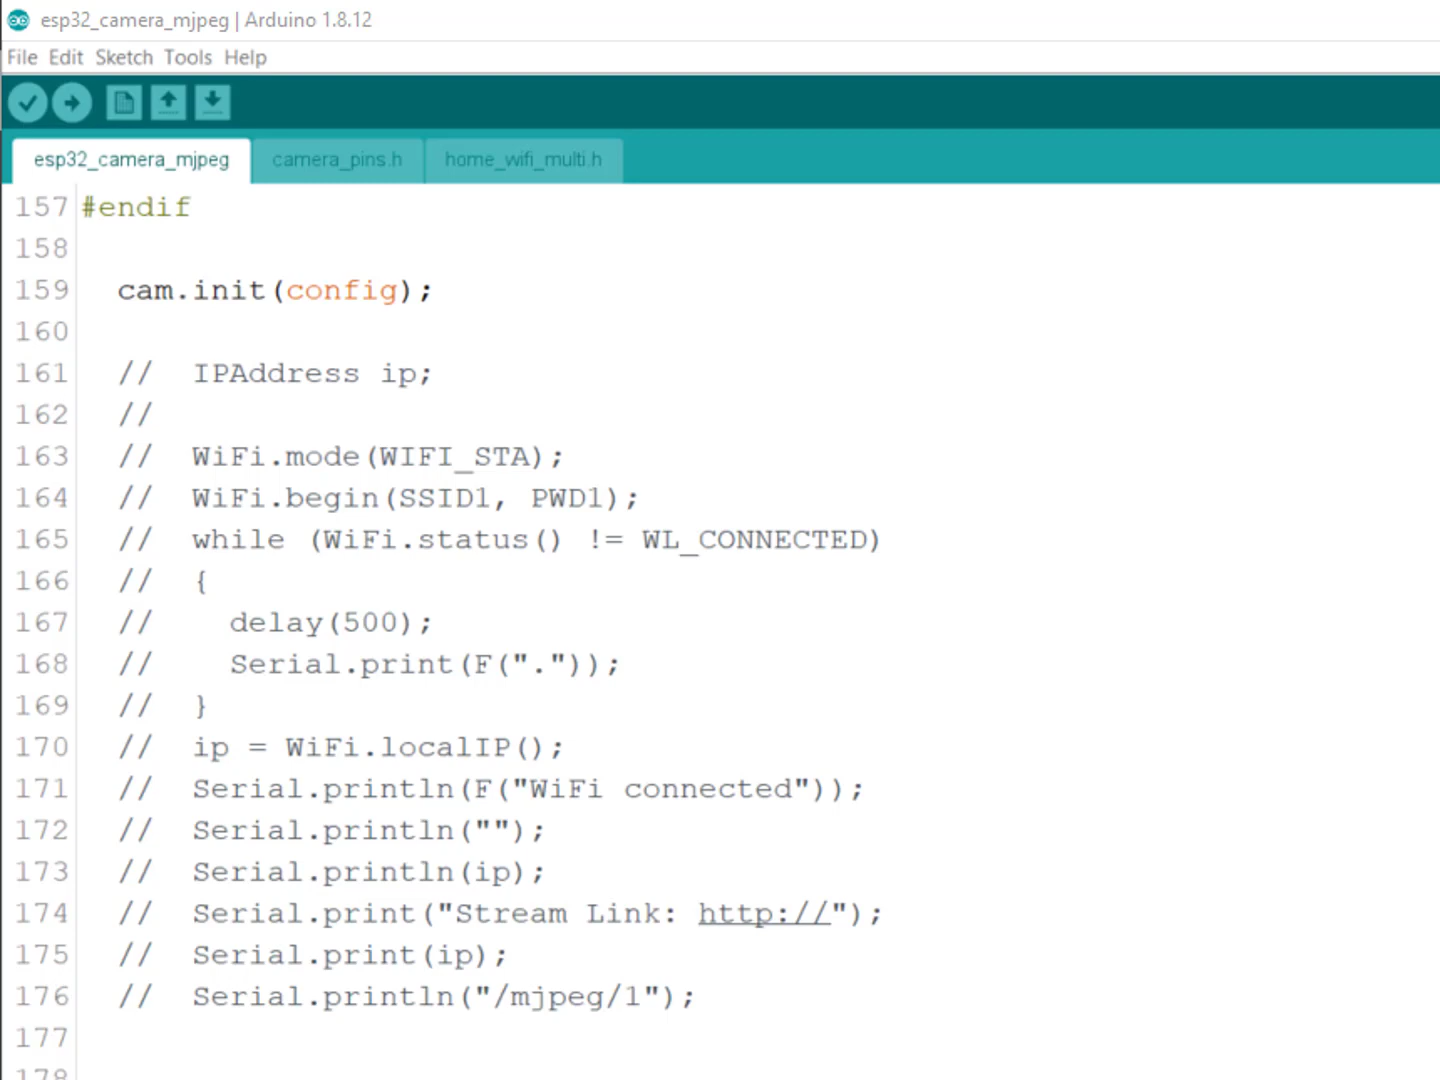 esp32_camera_mjpeg | Arduino 1.8.12
File Edit Sketch Tools Help
esp32_camera_mjpeg camera_pins.h home_wifi_multi.h
157 #endif
158
159 cam.init(config);
160
161 // IPAddress ip;
162 //
163 // WiFi.mode(WIFI_STA);
164 // WiFi.begin(SSID1, PWD1);
165 // while (WiFi.status() != WL_CONNECTED)
166 // {
167 // delay(500);
168 // Serial.print(F("."));
169 // }
170 // ip = WiFi.localIP();
171 // Serial.println(F("WiFi connected"));
172 // Serial.println("");
173 // Serial.println(ip);
174 // Serial.print("Stream Link: http://");
175 // Serial.print(ip);
176 // Serial.println("/mjpeg/1");
177
178